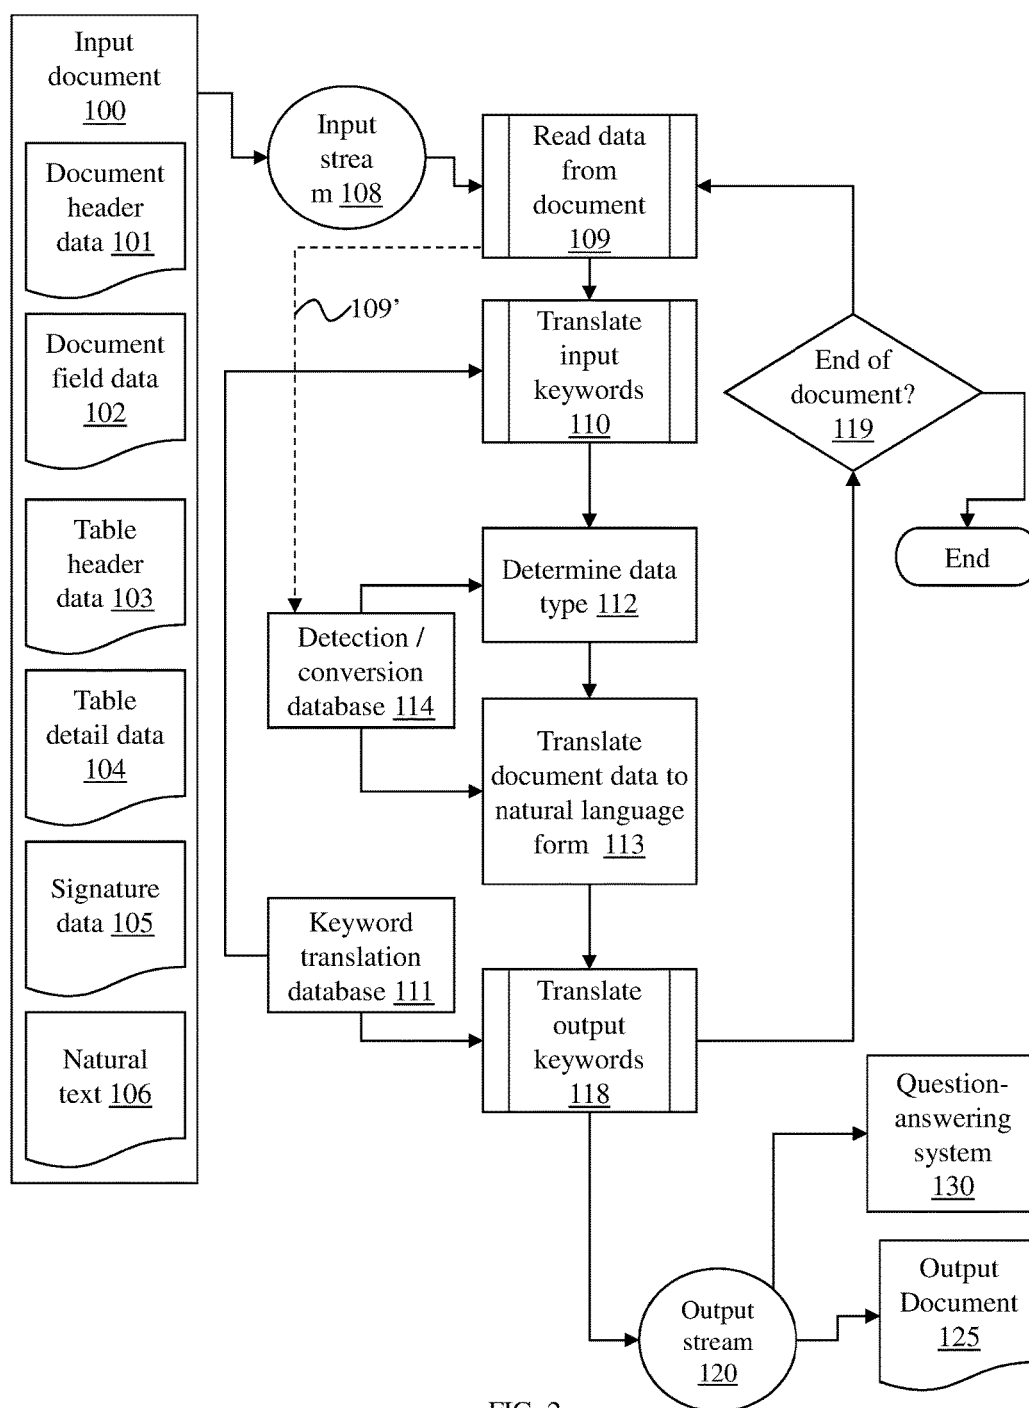 Input
document
100
Document
header
data 101
Document
field data
102
Table
header
data 103
Table
detail data
104
Signature
data 105
Natural
text 106
Input
strea
m 108
Read data
from
document
109
109’
Translate
input
keywords
110
End of
document?
119
End
Determine data
type 112
Detection /
conversion
database 114
Translate
document data to
natural language
form 113
Keyword
translation
database 111
Translate
output
keywords
118
Question-
answering
system
130
Output
stream
120
Output
Document
125
FIG. 2